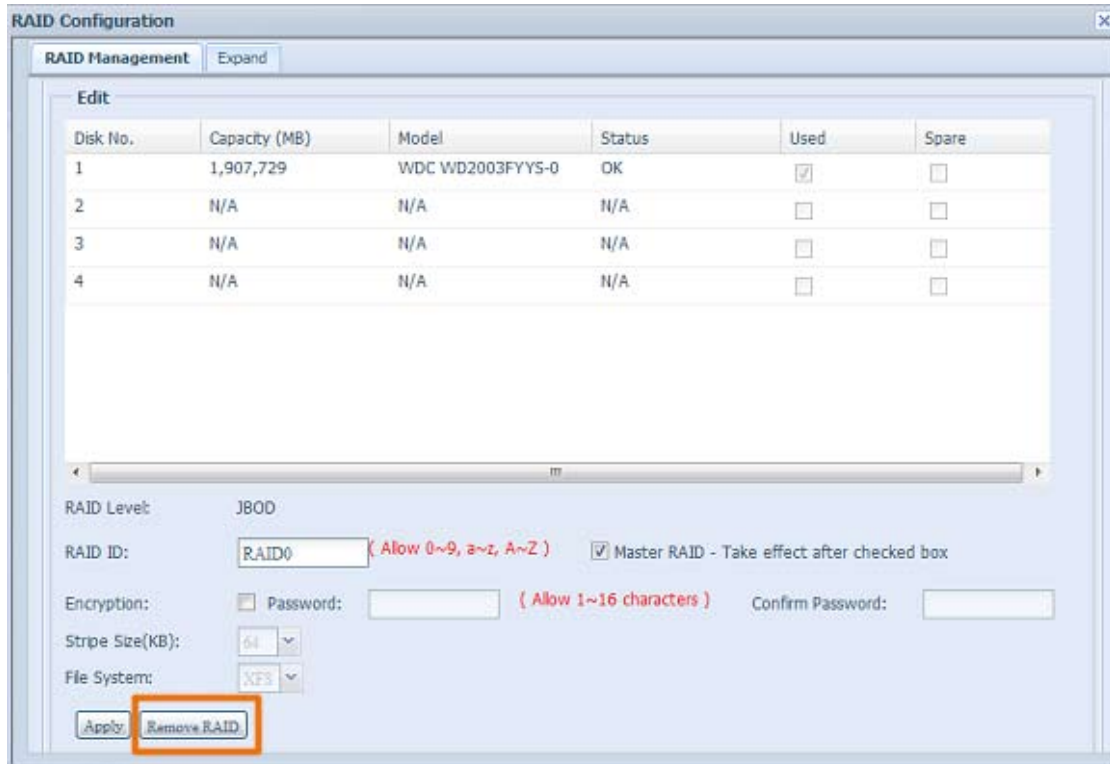 RAID Configuration
RAID Management Expand
Edit
Disk No. Capacity (MB) Model Status Used Spare
1 1,907,729 WDC WD2003FYYS-0 OK
2 N/A N/A N/A
3 N/A N/A N/A
4 N/A N/A N/A
RAID Level: JBOD
RAID ID: RAID0 ( Allow 0~9, a~z, A~Z ) Master RAID - Take effect after checked box
Encryption: Password: ( Allow 1~16 characters ) Confirm Password:
Stripe Size(KB): 64
File System: XFS
Apply Remove RAID